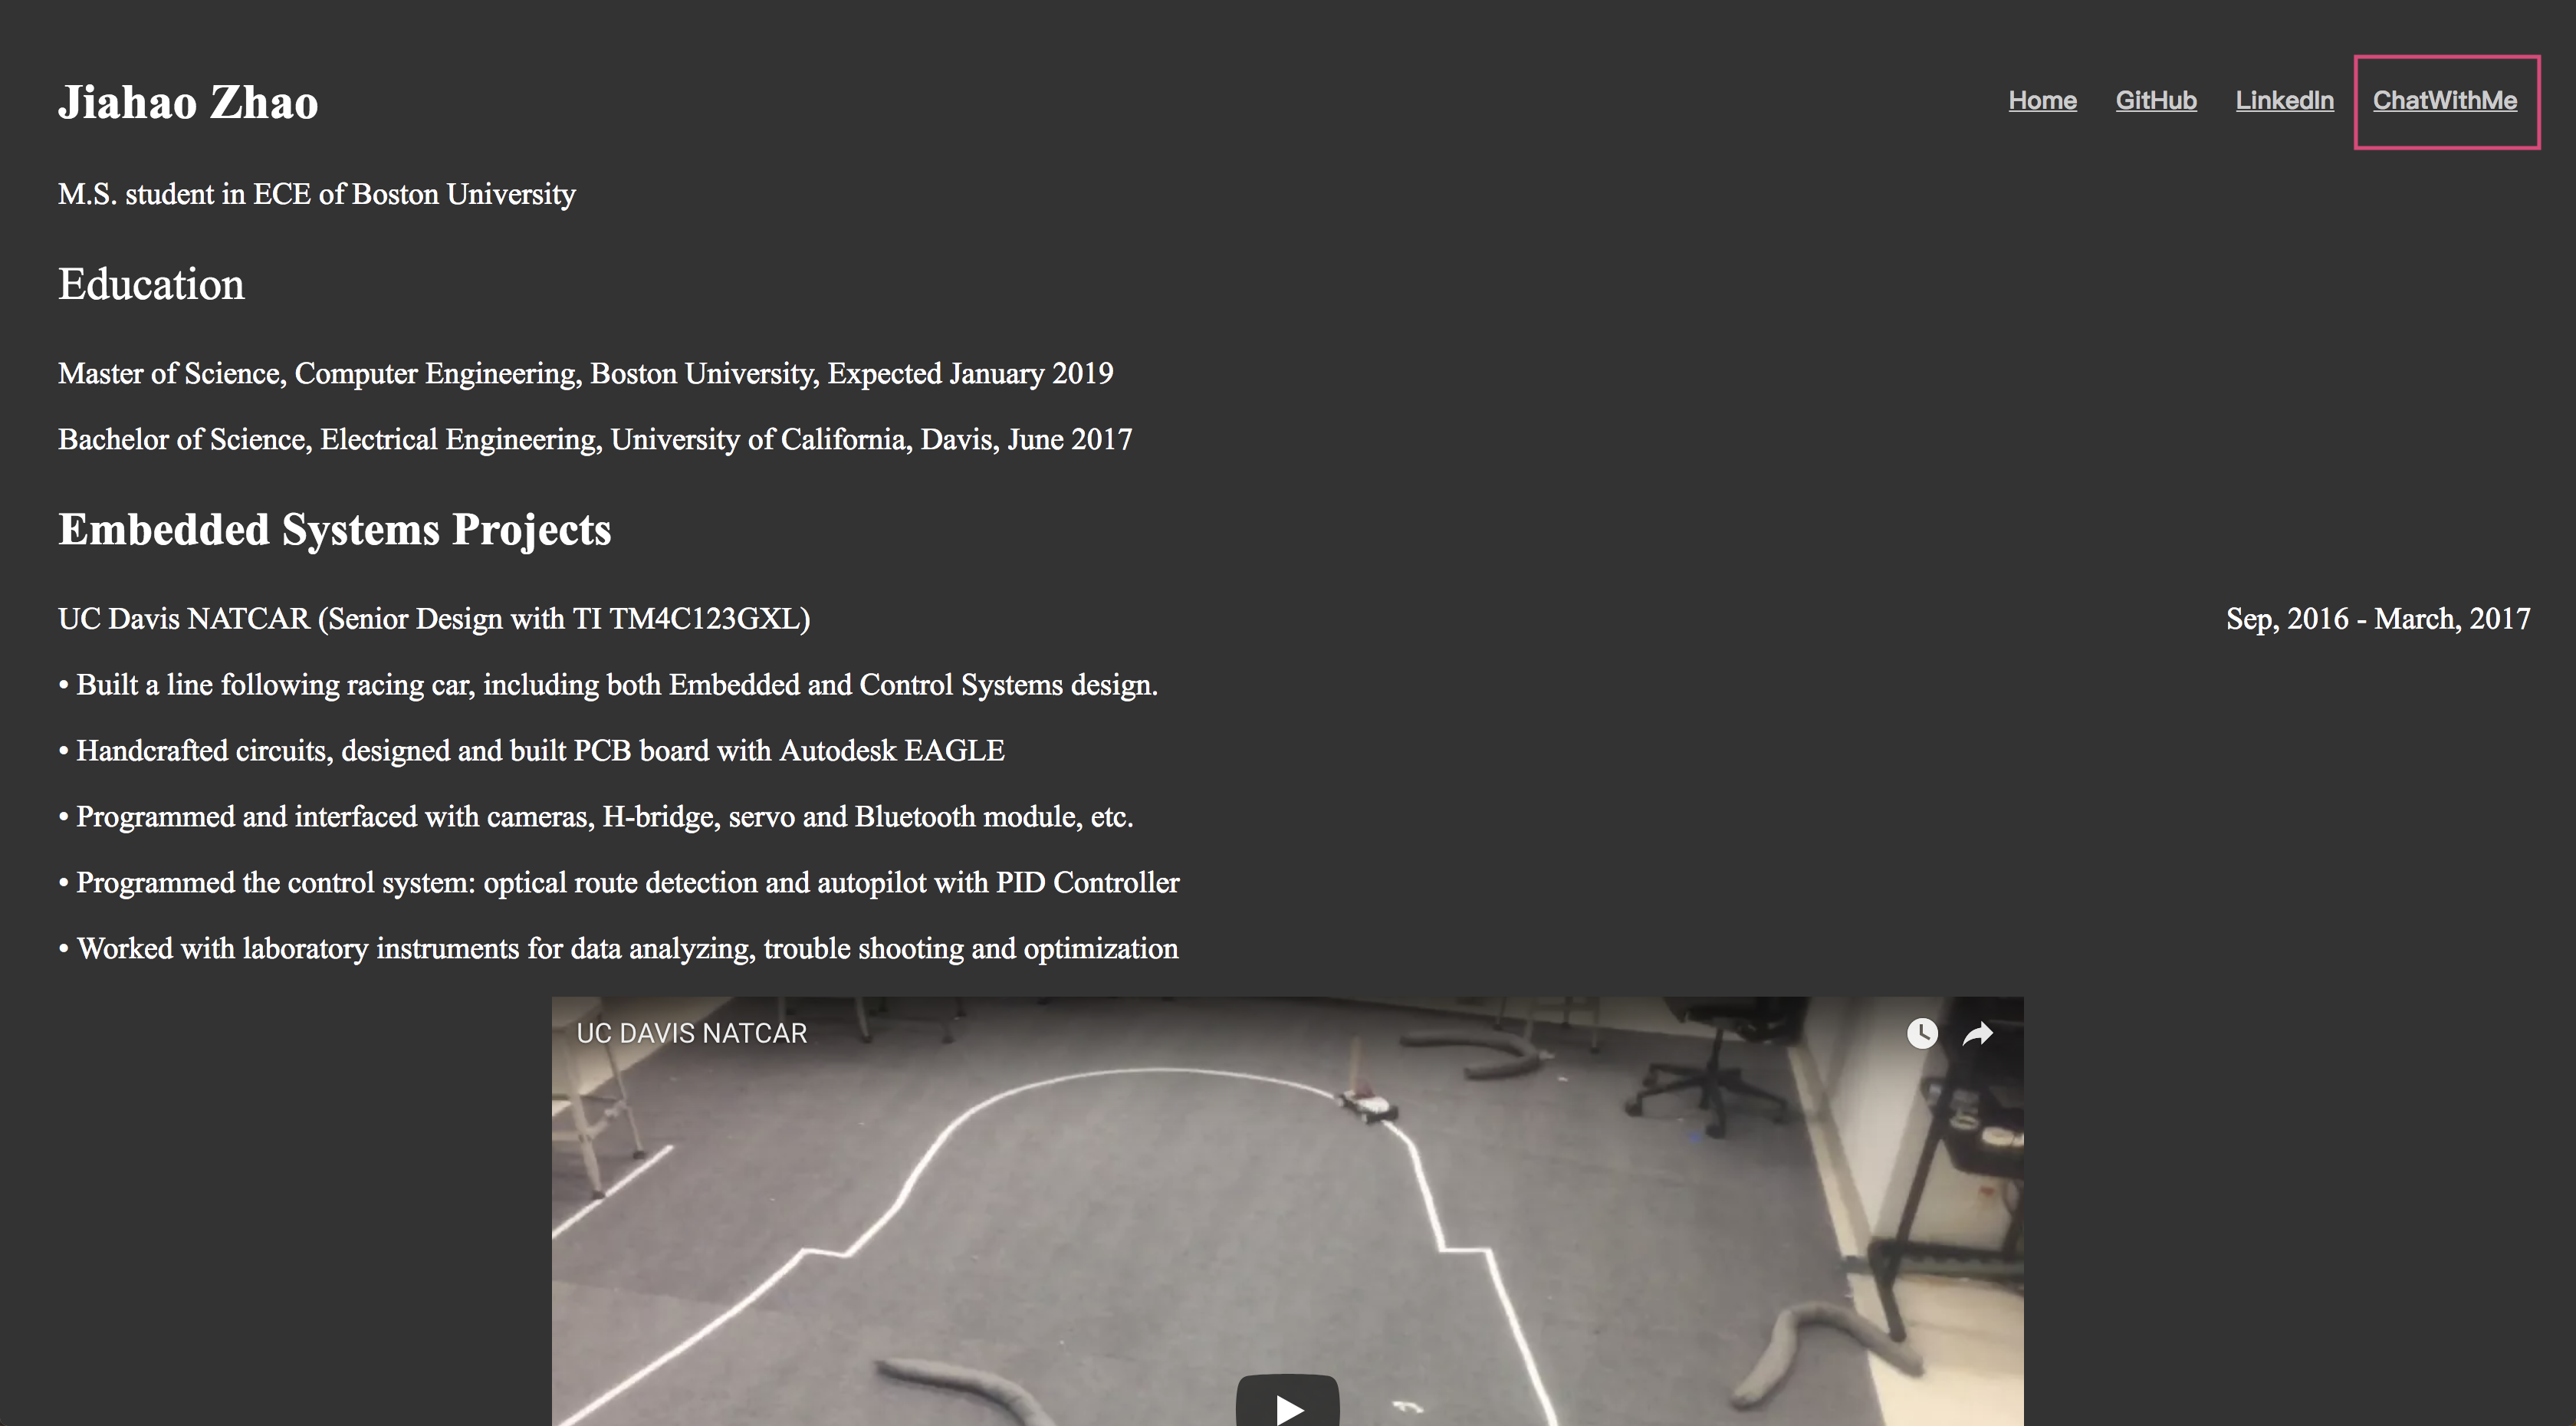 Jiahao Zhao
Home GitHub LinkedIn ChatWithMe
M.S. student in ECE of Boston University
Education
Master of Science, Computer Engineering, Boston University, Expected January 2019
Bachelor of Science, Electrical Engineering, University of California, Davis, June 2017
Embedded Systems Projects
UC Davis NATCAR (Senior Design with TI TM4C123GXL) Sep, 2016 - March, 2017
• Built a line following racing car, including both Embedded and Control Systems design.
• Handcrafted circuits, designed and built PCB board with Autodesk EAGLE
• Programmed and interfaced with cameras, H-bridge, servo and Bluetooth module, etc.
• Programmed the control system: optical route detection and autopilot with PID Controller
• Worked with laboratory instruments for data analyzing, trouble shooting and optimization
UC DAVIS NATCAR